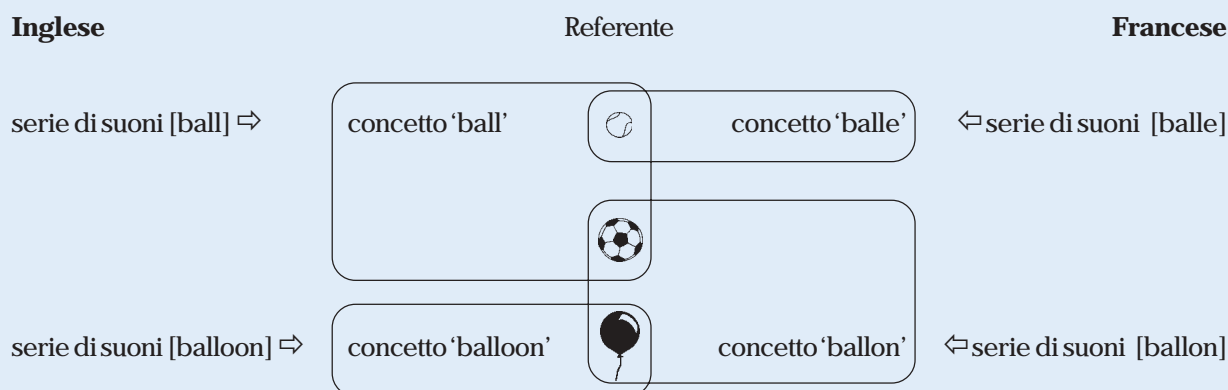 Inglese Referente Francese
serie di suoni [ball] ⇨ concetto ‘ball’ concetto ‘balle’ ⇦ serie di suoni [balle]
serie di suoni [balloon] ⇨ concetto ‘balloon’ concetto ‘ballon’ ⇦ serie di suoni [ballon]